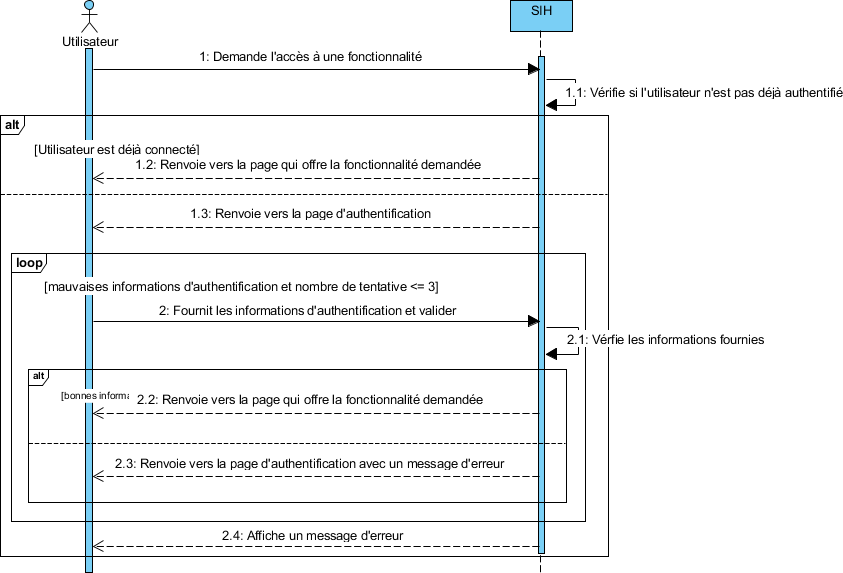 SIH
Utilisateur
1: Demande l'accès à une fonctionnalité
1.1: Vérifie si l'utilisateur n'est pas déjà authentifié
alt
[Utilisateur est déjà connecté]
1.2: Renvoie vers la page qui offre la fonctionnalité demandée
1.3: Renvoie vers la page d'authentification
loop
[mauvaises informations d'authentification et nombre de tentative <= 3]
2: Fournit les informations d'authentification et valider
2.1: Vérfie les informations fournies
alt
[bonnes
2.2: Renvoie vers la page qui offre la fonctionnalité demandée
2.3: Renvoie vers la page d'authentification avec un message d'erreur
2.4: Affiche un message d'erreur